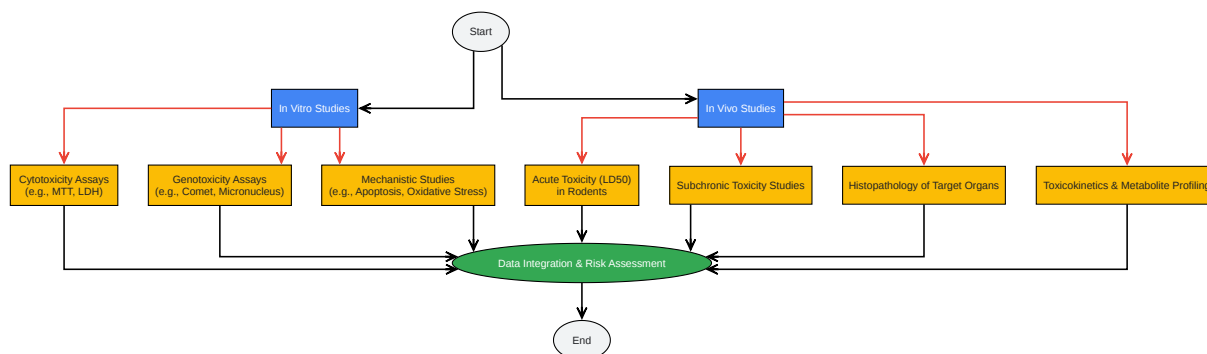 Start
In Vitro Studies
In Vivo Studies
Cytotoxicity Assays
(e.g., MTT, LDH)
Genotoxicity Assays
(e.g., Comet, Micronucleus)
Mechanistic Studies
(e.g., Apoptosis, Oxidative Stress)
Acute Toxicity (LD50)
in Rodents
Subchronic Toxicity Studies
Histopathology of Target Organs
Toxicokinetics & Metabolite Profiling
Data Integration & Risk Assessment
End